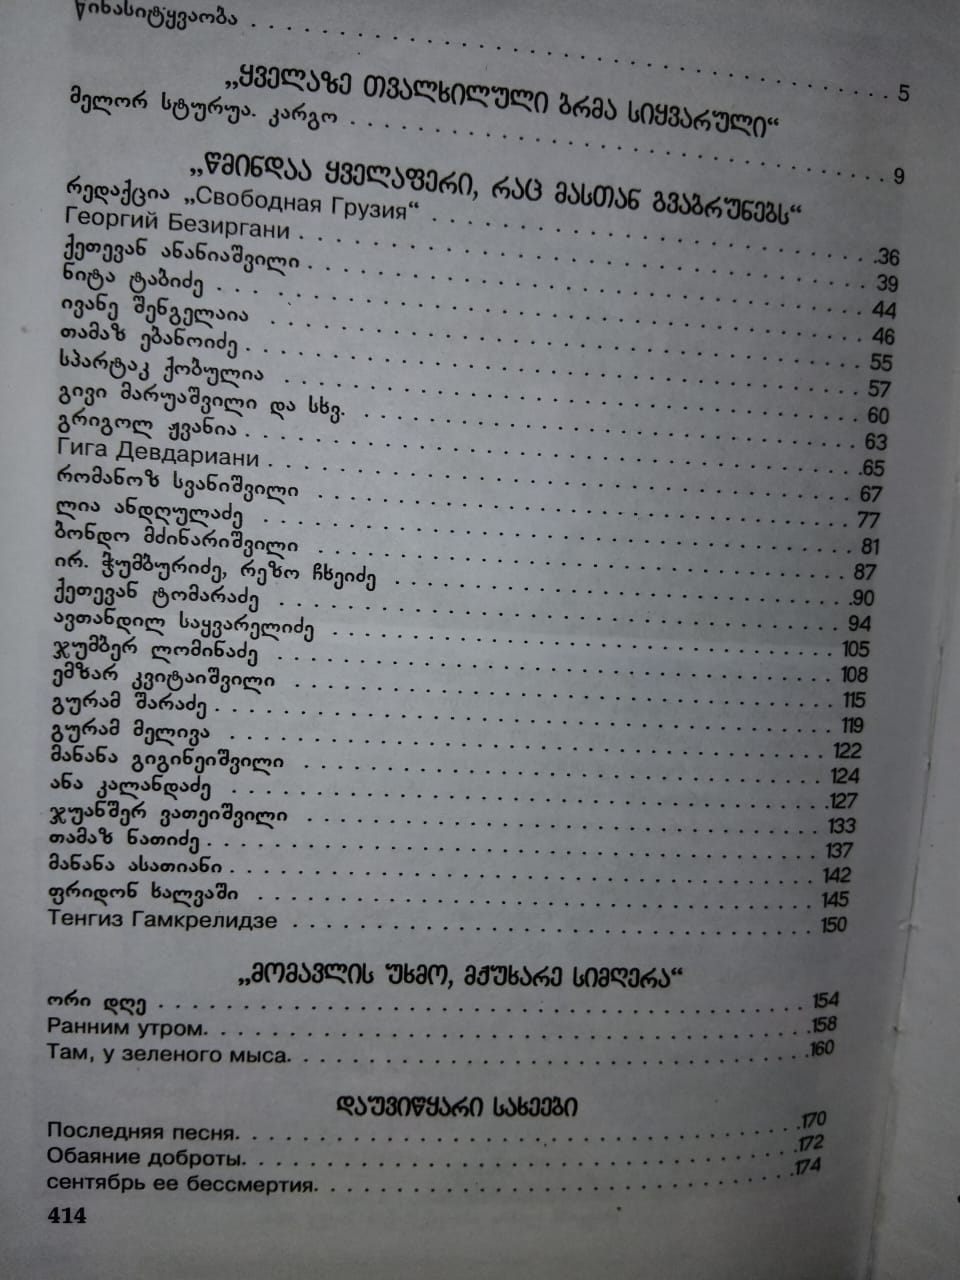 წინასიტყვაობა . . . . . . . . . . . . . . . . . . . . . . . . 5
„ყველაზე თვალხილული ბრმა სიყვარული“
მელორ სტურუა. კარგო . . . . . . . . . . . . . . . . . . . . 9
„წმინდაა ყველაფერი, რაც მასთან გვაბრუნებს“
რედაქცია „Свободная Грузия“ . . . . . . . . . . . . . . . . 36
Георгий Безиргани . . . . . . . . . . . . . . . . . . . . 39
ქეთევან ანანიაშვილი . . . . . . . . . . . . . . . . . . . . 44
ნიტა ტაბიძე . . . . . . . . . . . . . . . . . . . . 46
ივანე შენგელაია . . . . . . . . . . . . . . . . . . . . 55
თამაზ ებანოიძე . . . . . . . . . . . . . . . . . . . . 57
სპარტაკ ქობულია . . . . . . . . . . . . . . . . . . . . 60
გივი მარუაშვილი და სხვ. . . . . . . . . . . . . . . . . . . . 63
გრიგოლ ჟვანია . . . . . . . . . . . . . . . . . . . . 65
Гига Девдариани . . . . . . . . . . . . . . . . . . . . 67
რომანოზ სვანიშვილი . . . . . . . . . . . . . . . . . . . . 77
ლია ანდღულაძე . . . . . . . . . . . . . . . . . . . . 81
ბონდო მძინარიშვილი . . . . . . . . . . . . . . . . . . . . 87
ირ. ჭუმბურიძე, რეზო ჩხეიძე . . . . . . . . . . . . . . . . . . . . 90
ქეთევან ტომარაძე . . . . . . . . . . . . . . . . . . . . 94
ავთანდილ საყვარელიძე . . . . . . . . . . . . . . . . . . . . 105
ჯუმბერ ლომინაძე . . . . . . . . . . . . . . . . . . . . 108
ემზარ კვიტაიშვილი . . . . . . . . . . . . . . . . . . . . 115
გურამ შარაძე . . . . . . . . . . . . . . . . . . . . 119
გურამ მელივა . . . . . . . . . . . . . . . . . . . . 122
მანანა გიგინეიშვილი . . . . . . . . . . . . . . . . . . . . 124
ანა კალანდაძე . . . . . . . . . . . . . . . . . . . . 127
ჯუანშერ ვათეიშვილი . . . . . . . . . . . . . . . . . . . . 133
თამაზ ნათიძე . . . . . . . . . . . . . . . . . . . . 137
მანანა ასათიანი . . . . . . . . . . . . . . . . . . . . 142
ფრიდონ ხალვაში . . . . . . . . . . . . . . . . . . . . 145
Тенгиз Гамкрелидзе . . . . . . . . . . . . . . . . . . . . 150
„მომავლის უხმო, მჟუხარე სიმღერა“
ორი დღე . . . . . . . . . . . . . . . . . . . . 154
Ранним утром. . . . . . . . . . . . . . . . . . . . 158
Там, у зеленого мыса. . . . . . . . . . . . . . . . . . . . 160
დაუვიწყარი სახეები
Последняя песня. . . . . . . . . . . . . . . . . . . . 170
Обаяние доброты. . . . . . . . . . . . . . . . . . . . 172
сентябрь ее бессмертия. . . . . . . . . . . . . . . . . . . . 174
414